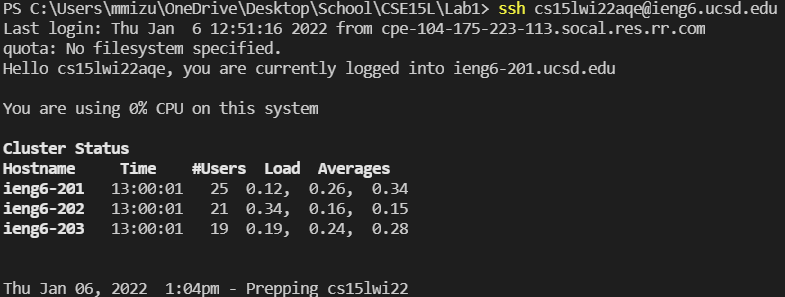 PS C:\Users\mmizu\OneDrive\Desktop\School\CSE15L\Lab1> ssh cs15lwi22aqe@ieng6.ucsd.edu
Last login: Thu Jan  6 12:51:16 2022 from cpe-104-175-223-113.socal.res.rr.com
quota: No filesystem specified.
Hello cs15lwi22aqe, you are currently logged into ieng6-201.ucsd.edu
You are using 0% CPU on this system
Cluster Status
Hostname     Time    #Users  Load  Averages
ieng6-201   13:00:01   25  0.12,  0.26,  0.34
ieng6-202   13:00:01   21  0.34,  0.16,  0.15
ieng6-203   13:00:01   19  0.19,  0.24,  0.28
Thu Jan 06, 2022  1:04pm - Prepping cs15lwi22